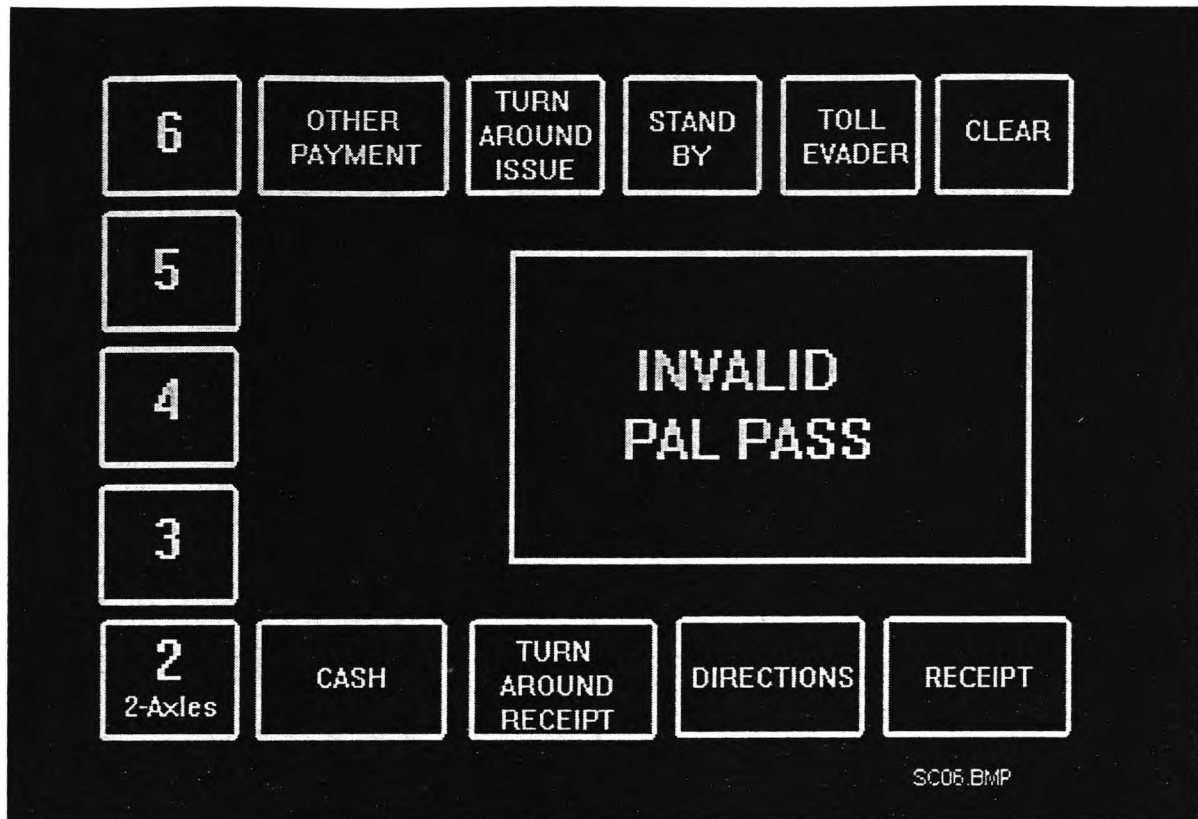 6
OTHER
PAYMENT
TURN
AROUND
ISSUE
STAND
BY
TOLL
EVADER
CLEAR
5
4
3
INVALID
PAL PASS
2
2-Axles
CASH
TURN
AROUND
RECEIPT
DIRECTIONS
RECEIPT
SC06.BMP